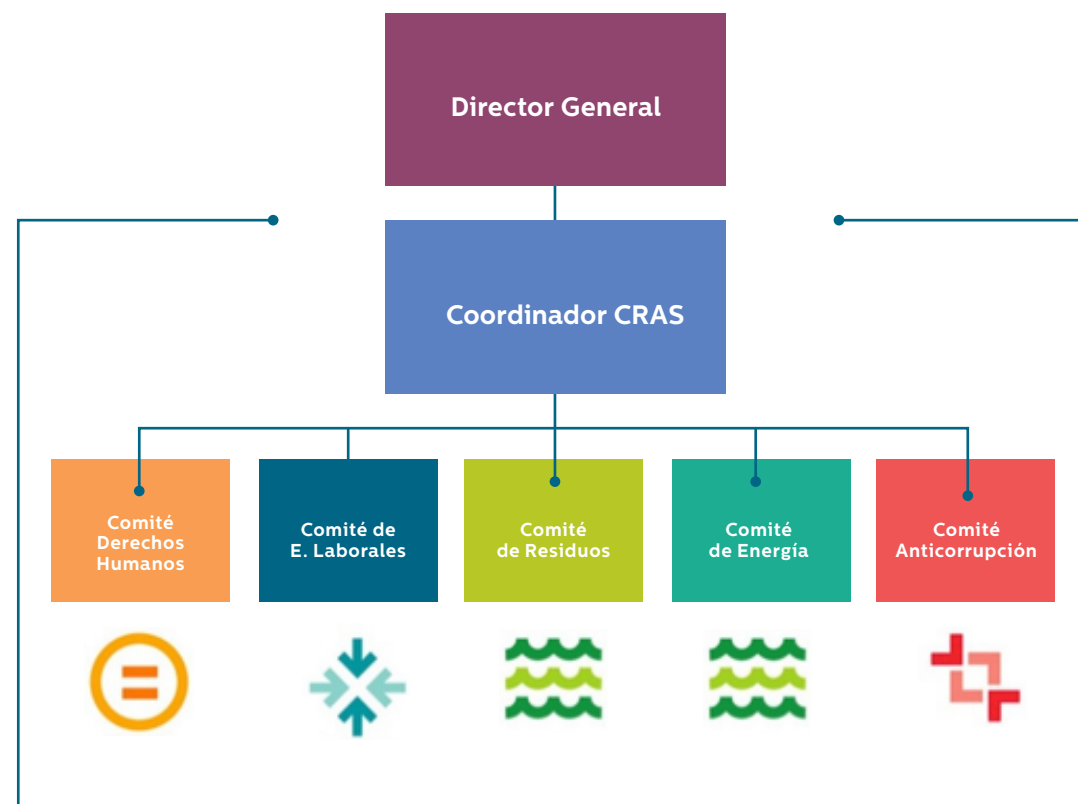 Director General
Coordinador CRAS
Comité
Derechos
Humanos
Comité de
E. Laborales
Comité
de Residuos
Comité
de Energía
Comité
Anticorrupción